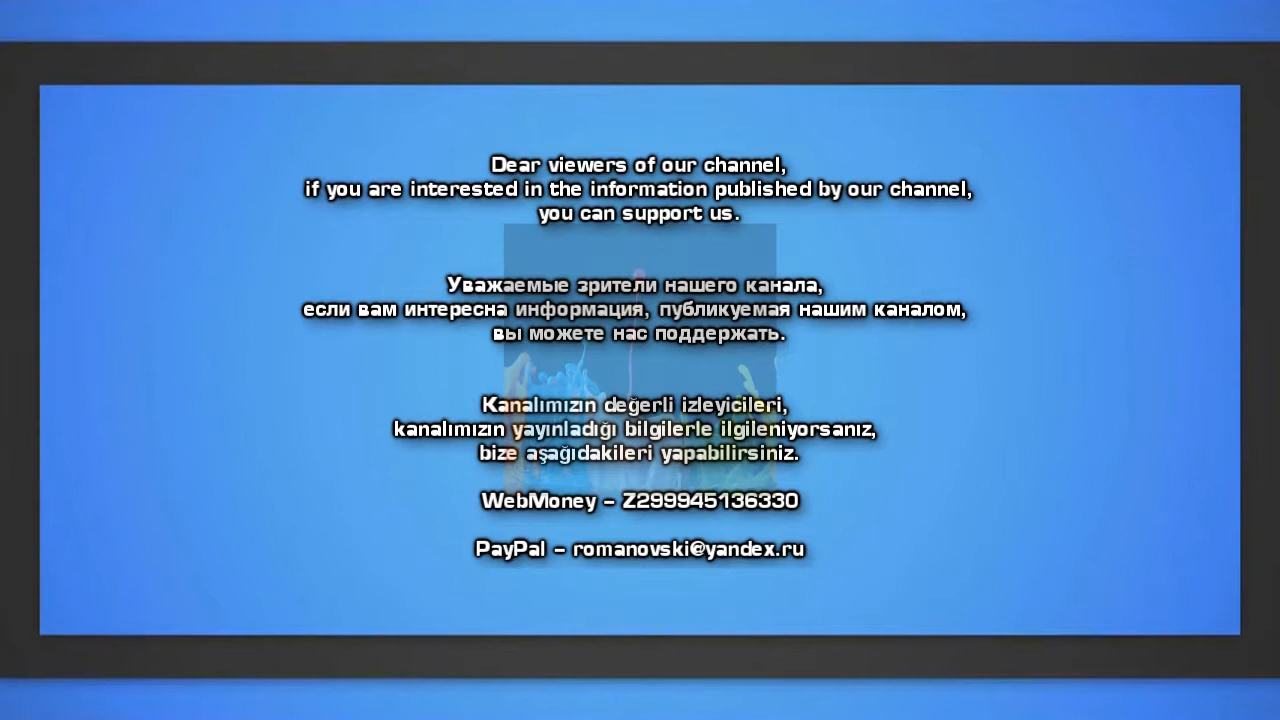 Dear viewers of our channel,
if you are interested in the information published by our channel,
you can support us.
Уважаемые зрители нашего канала,
если вам интересна информация, публикуемая нашим каналом,
вы можете нас поддержать.
Kanalımızın değerli izleyicileri,
kanalımızın yayınladığı bilgilerle ilgileniyorsanız,
bize aşağıdakileri yapabilirsiniz.
WebMoney – Z299945136330
PayPal – romanovski@yandex.ru